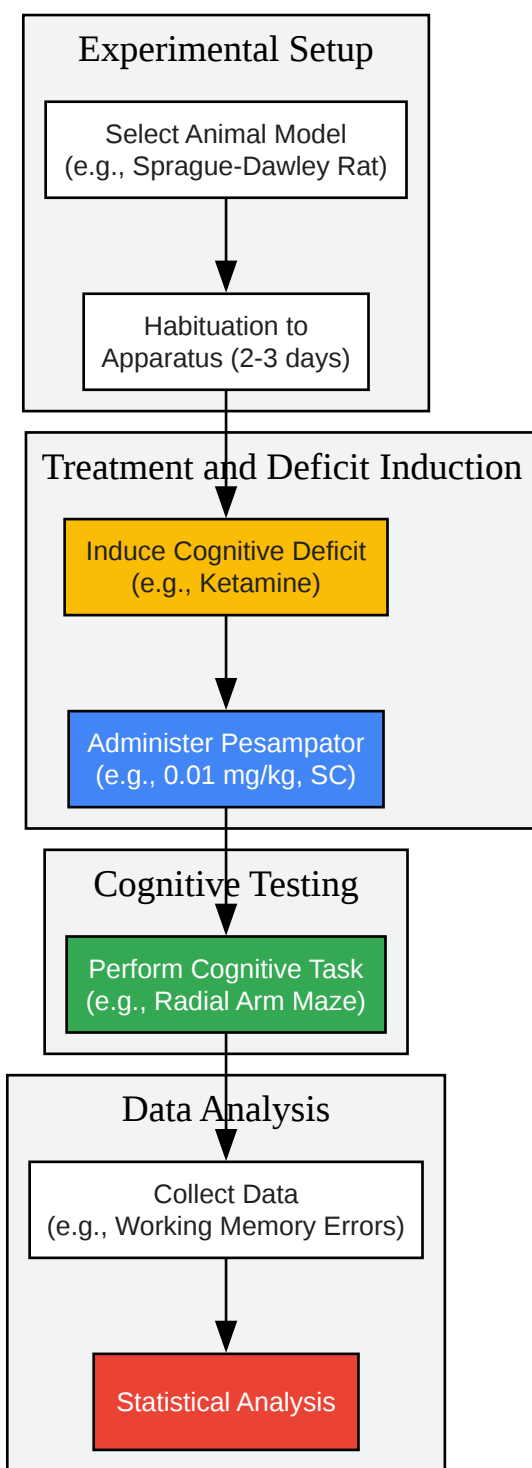 Experimental Setup
Select Animal Model
(e.g., Sprague-Dawley Rat)
Habituation to
Apparatus (2-3 days)
Treatment and Deficit Induction
Induce Cognitive Deficit
(e.g., Ketamine)
Administer Pesampator
(e.g., 0.01 mg/kg, SC)
Cognitive Testing
Perform Cognitive Task
(e.g., Radial Arm Maze)
Data Analysis
Collect Data
(e.g., Working Memory Errors)
Statistical Analysis